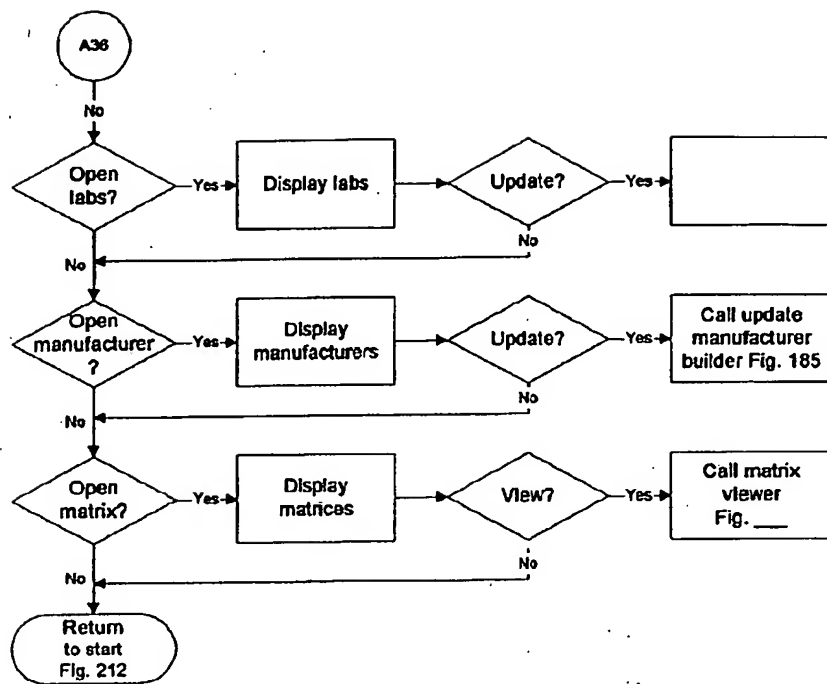 A36
No
Open
labs?
Yes
Display labs
Update?
Yes
No
No
Open
manufacturer
?
Yes
Display
manufacturers
Update?
Yes
Call update
manufacturer
builder Fig. 185
No
No
Open
matrix?
Yes
Display
matrices
View?
Yes
Call matrix
viewer
Fig. ___
No
No
Return
to start
Fig. 212